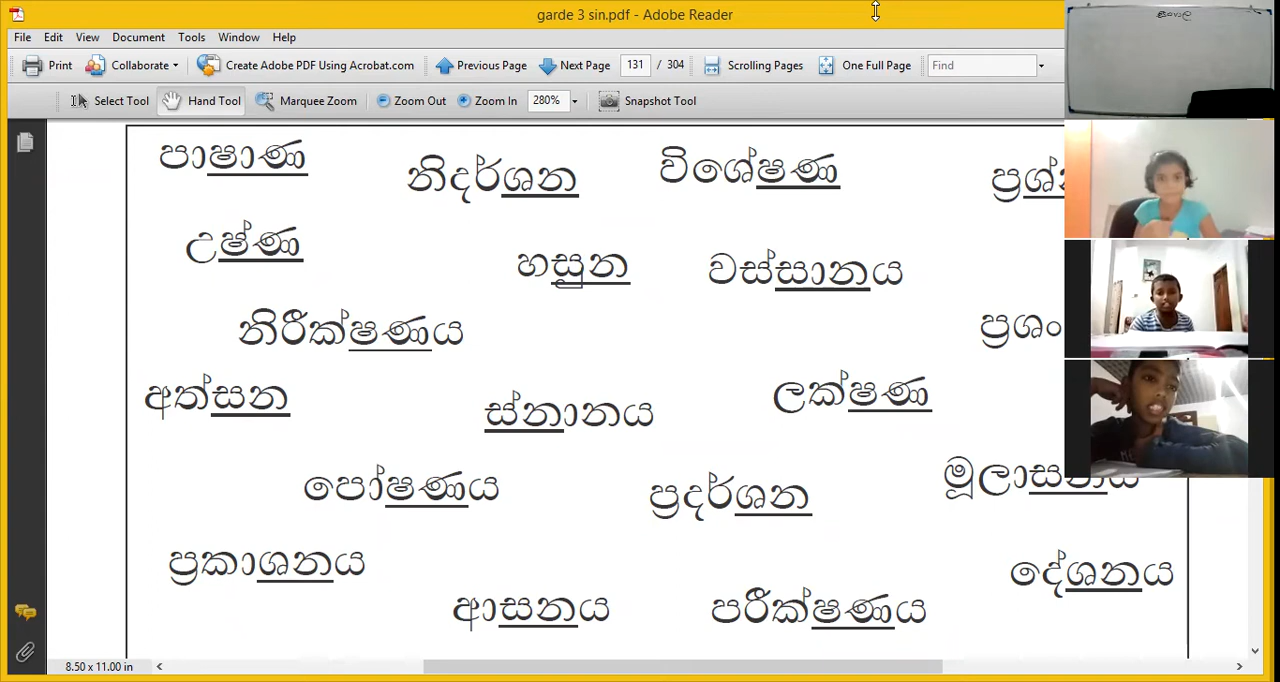 garde 3 sin.pdf - Adobe Reader
File Edit View Document Tools Window Help
Print Collaborate Create Adobe PDF Using Acrobat.com Previous Page Next Page 131 / 304 Scrolling Pages One Full Page Find
Select Tool Hand Tool Marquee Zoom Zoom Out Zoom In 280% Snapshot Tool
පාෂාණ නිදර්ශන විශේෂණ
උෂ්ණ හසුන වස්සානය
නිරීක්ෂණය
අත්සන ස්නානය ලක්ෂණ
පෝෂණය ප්‍රදර්ශන මූලාසනය
ප්‍රකාශනය දේශනය
ආසනය පරීක්ෂණය
8.50 x 11.00 in